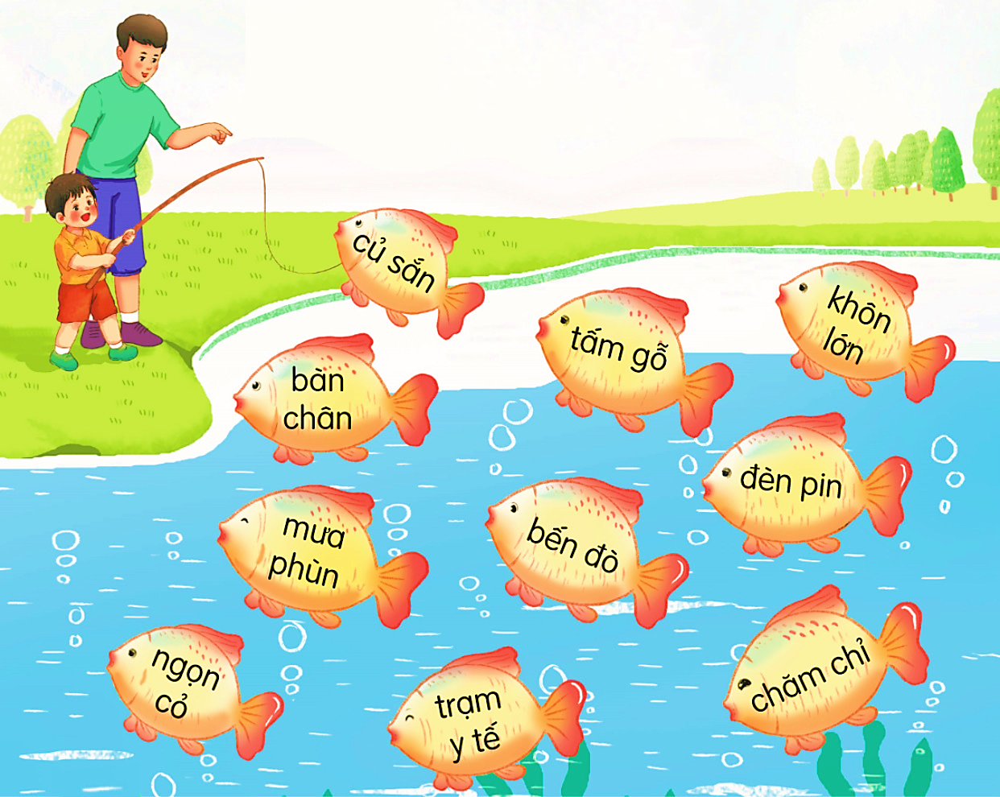 củ sắn
khôn
lớn
tấm gỗ
bàn
chân
đèn pin
mưa
phùn
bến đò
ngọn
cỏ
trạm
y tế
chăm chỉ